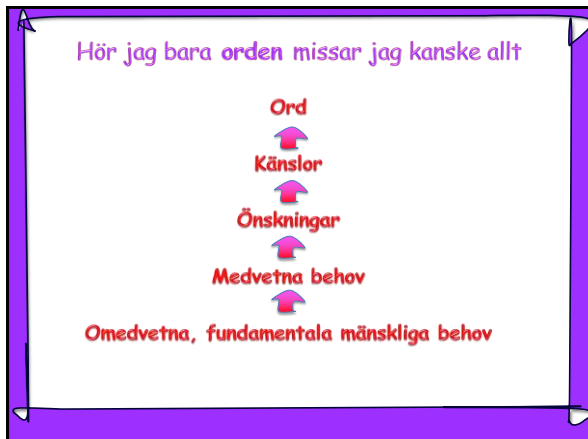 Hör jag bara orden missar jag kanske allt
Ord
Känslor
Önskningar
Medvetna behov
Omedvetna, fundamentala mänskliga behov